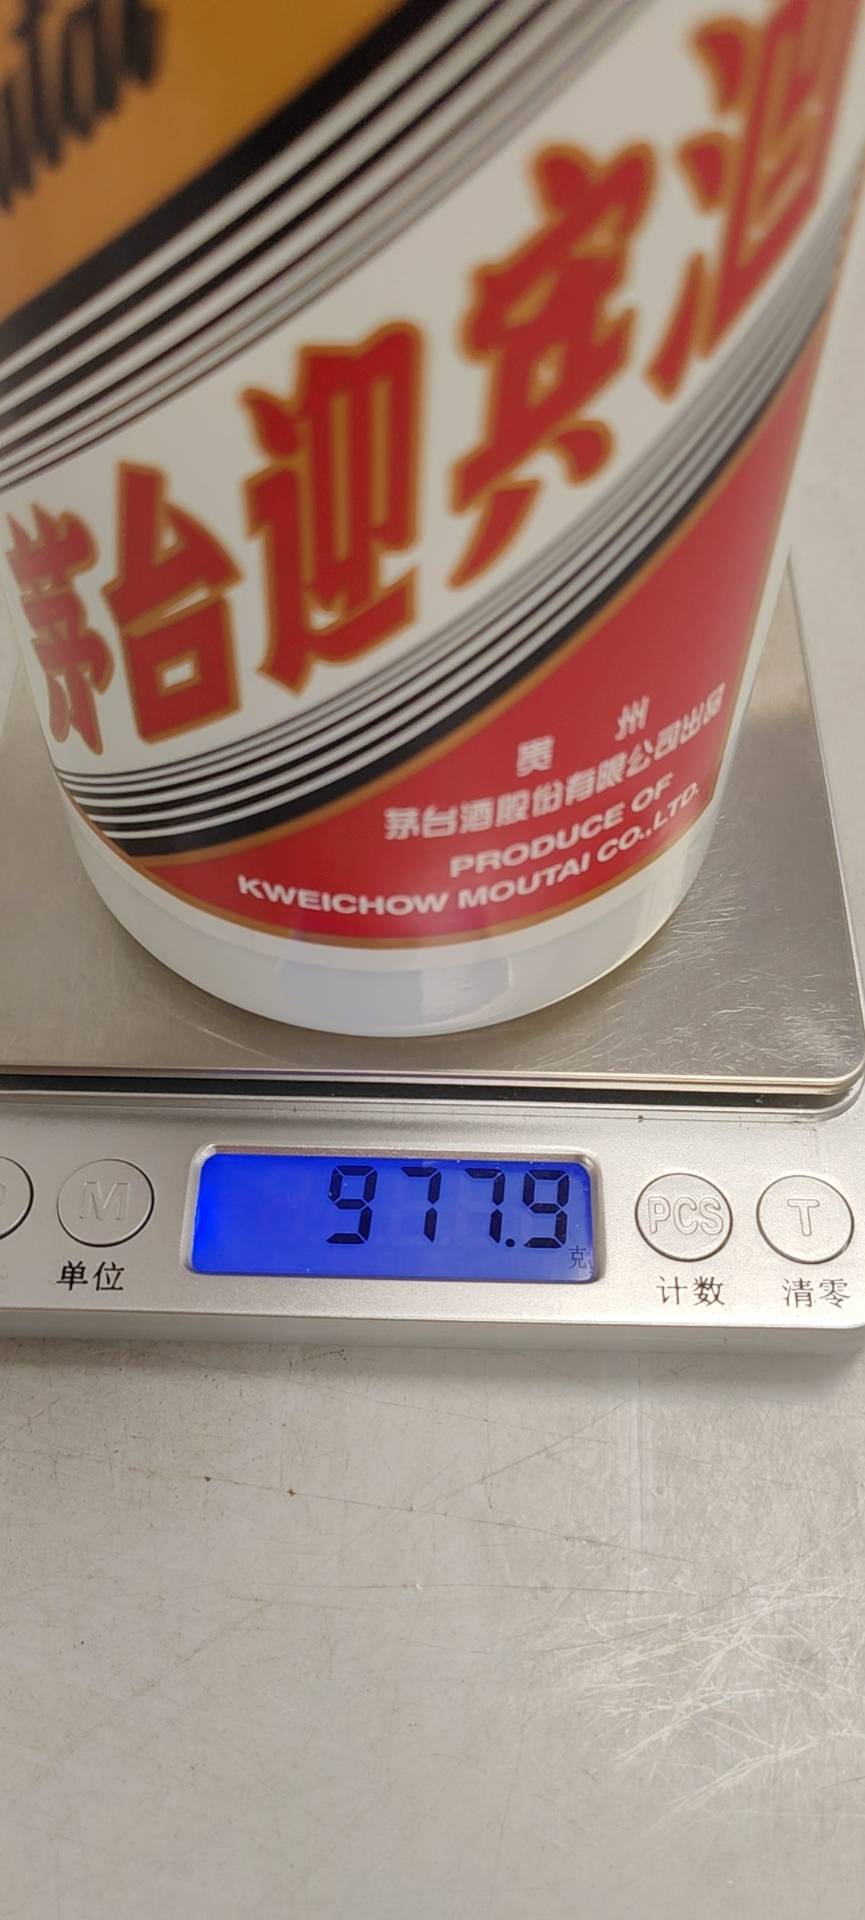 茅台迎宾酒
贵州
茅台酒股份有限公司出品
PRODUCE OF
KWEICHOW MOUTAI CO.,LTD.
977.9
克
M
PCS
T
单位
计数
清零